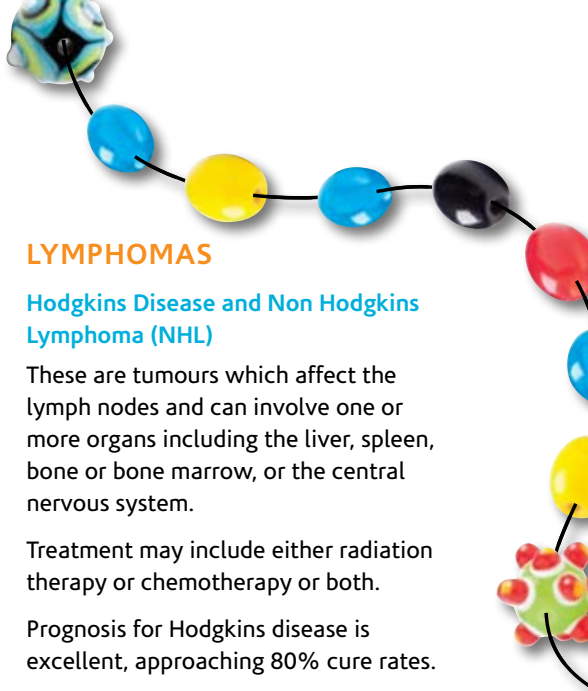 LYMPHOMAS
Hodgkins Disease and Non Hodgkins
Lymphoma (NHL)
These are tumours which affect the
lymph nodes and can involve one or
more organs including the liver, spleen,
bone or bone marrow, or the central
nervous system.
Treatment may include either radiation
therapy or chemotherapy or both.
Prognosis for Hodgkins disease is
excellent, approaching 80% cure rates.